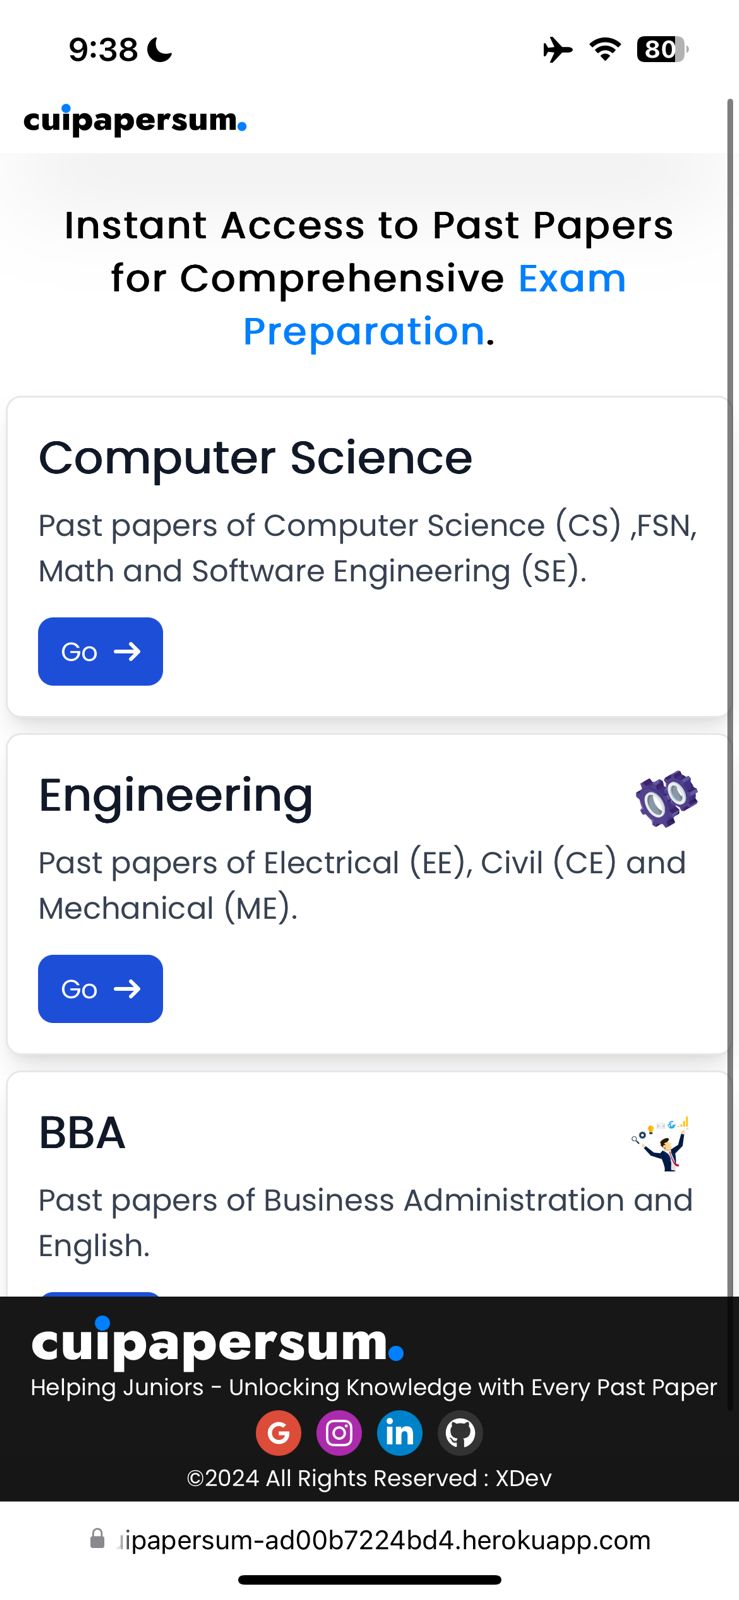 9:38
80
cuipapersum.
Instant Access to Past Papers
for Comprehensive Exam
Preparation.
Computer Science
Past papers of Computer Science (CS) ,FSN,
Math and Software Engineering (SE).
Go →
Engineering
Past papers of Electrical (EE), Civil (CE) and
Mechanical (ME).
Go →
BBA
Past papers of Business Administration and
English.
cuipapersum.
Helping Juniors - Unlocking Knowledge with Every Past Paper
G in
©2024 All Rights Reserved : XDev
uipapersum-ad00b7224bd4.herokuapp.com